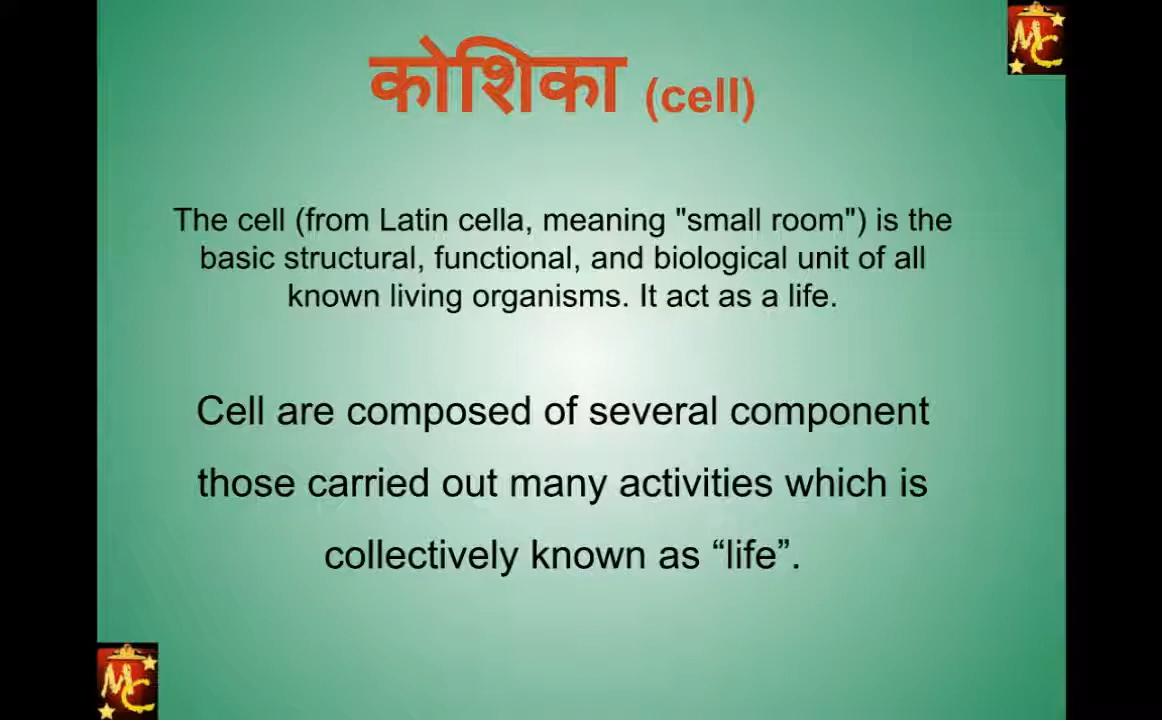 कोशिका (cell)
The cell (from Latin cella, meaning "small room") is the
basic structural, functional, and biological unit of all
known living organisms. It act as a life.
Cell are composed of several component
those carried out many activities which is
collectively known as “life”.
MC
MC